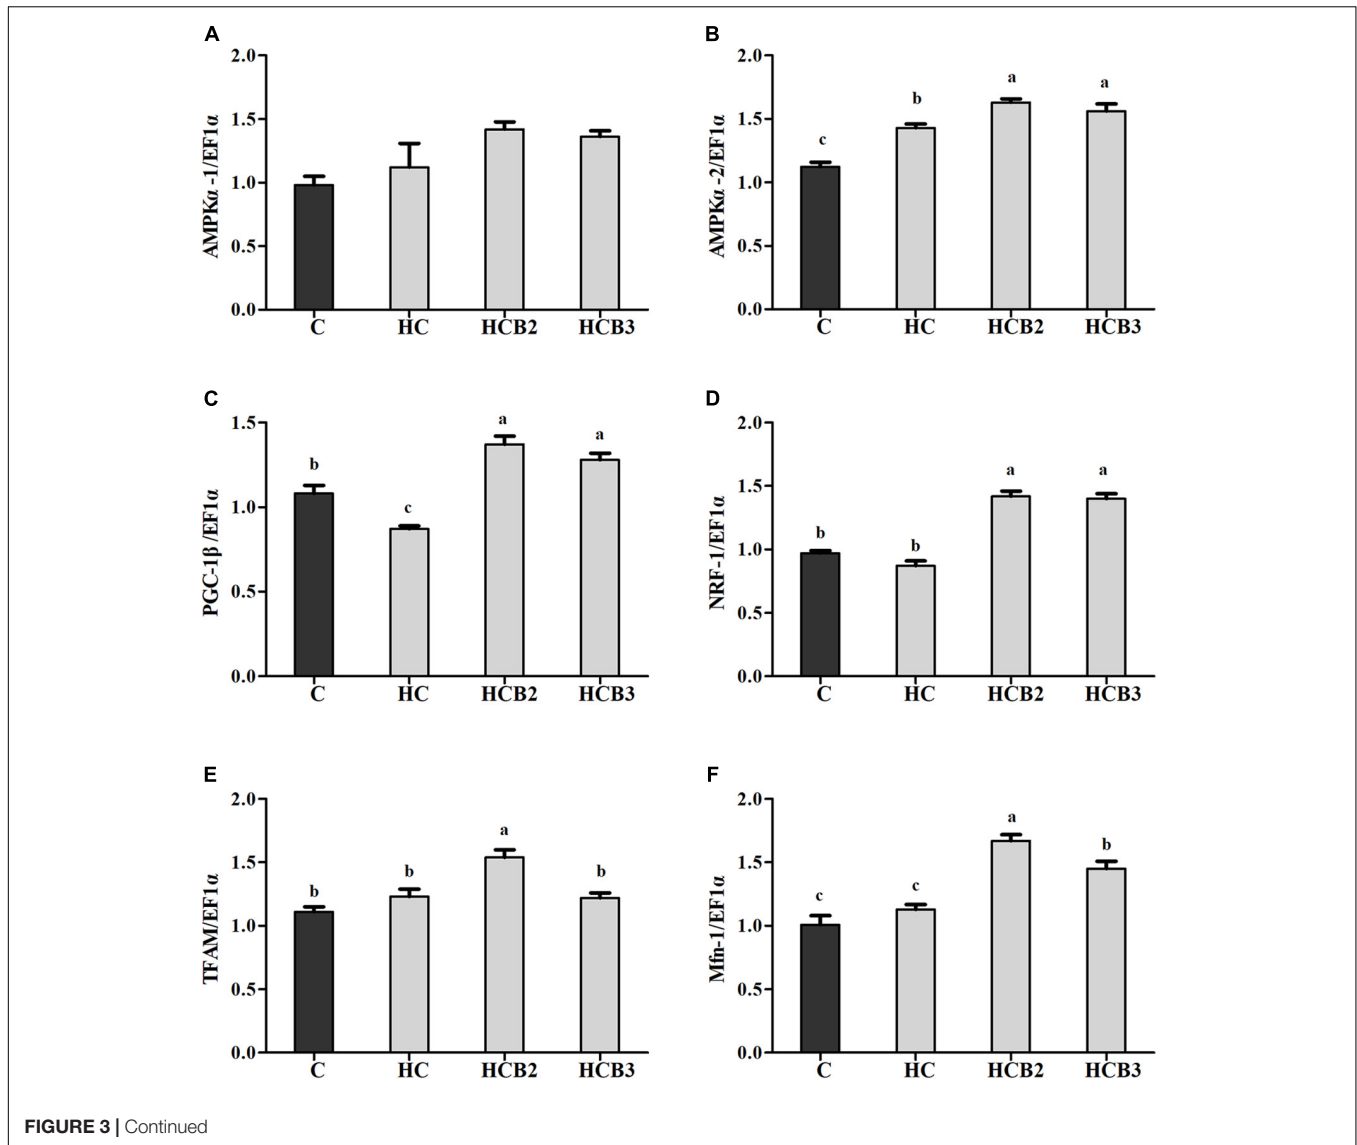 A
2.0
1.5
1.0
0.5
0.0
AMPKα -1/EF1α
C HC HCB2 HCB3
B
2.0
1.5
1.0
0.5
0.0
AMPKα -2/EF1α
c b a a
C HC HCB2 HCB3
C
1.5
1.0
0.5
0.0
PGC-1β /EF1α
b c a a
C HC HCB2 HCB3
D
2.0
1.5
1.0
0.5
0.0
NRF-1/EF1α
b b a a
C HC HCB2 HCB3
E
2.0
1.5
1.0
0.5
0.0
TFAM/EF1α
b b a b
C HC HCB2 HCB3
F
2.0
1.5
1.0
0.5
0.0
Mfn-1/EF1α
c c a b
C HC HCB2 HCB3
FIGURE 3 | Continued